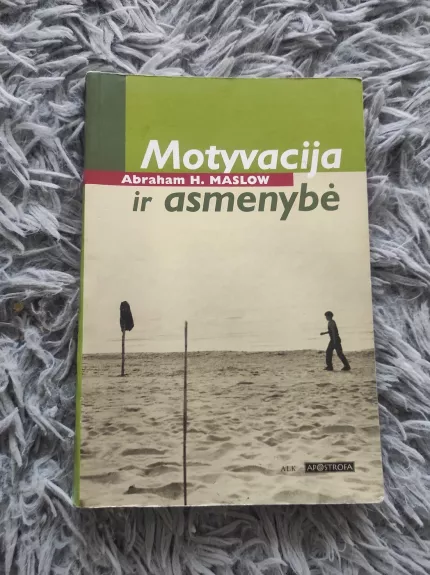 Motyvacija
Abraham H. MASLOW
ir asmenybė
ALK APOSTROFA